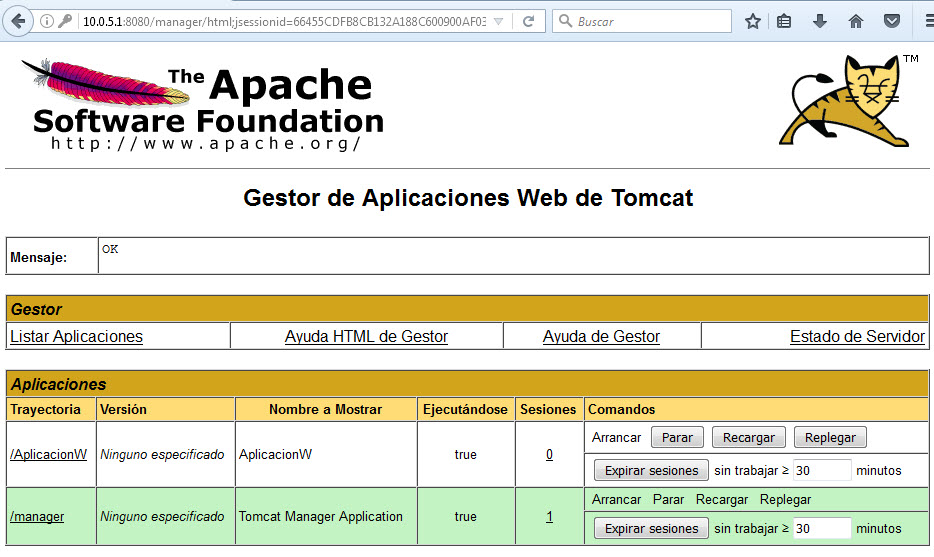 10.0.5.1:8080/manager/html;jsessionid=66455CDFB8CB132A188C600900AF03
Buscar
The Apache
Software Foundation
http://www.apache.org/
TM
Gestor de Aplicaciones Web de Tomcat
Mensaje: OK
Gestor
Listar Aplicaciones Ayuda HTML de Gestor Ayuda de Gestor Estado de Servidor
Aplicaciones
Trayectoria Versión Nombre a Mostrar Ejecutándose Sesiones Comandos
/AplicacionW Ninguno especificado AplicacionW true 0 Arrancar Parar Recargar Replegar
Expirar sesiones sin trabajar ≥ 30 minutos
/manager Ninguno especificado Tomcat Manager Application true 1 Arrancar Parar Recargar Replegar
Expirar sesiones sin trabajar ≥ 30 minutos